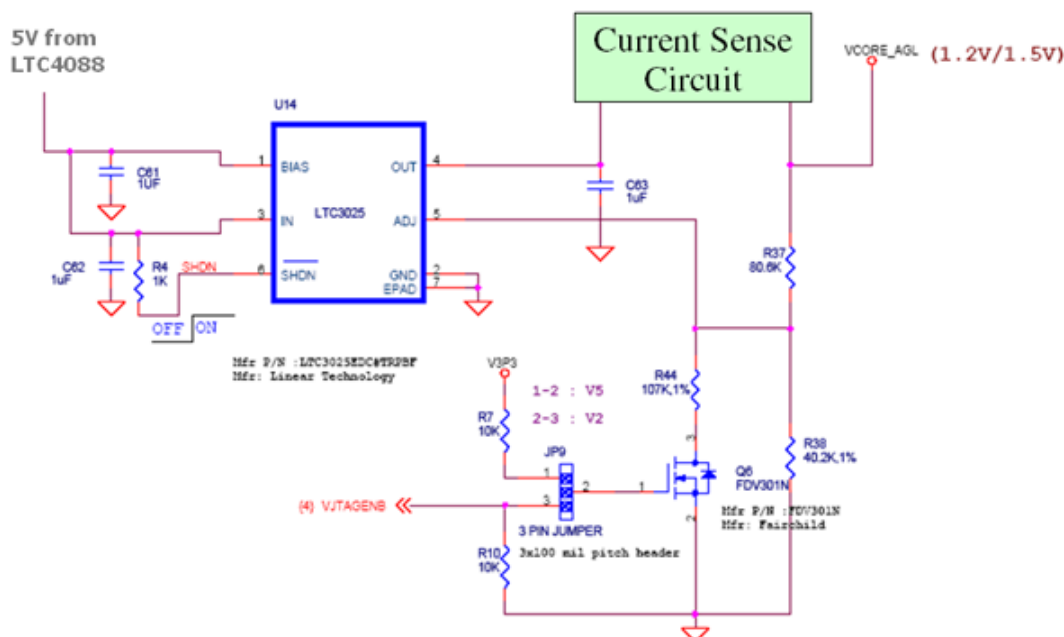 5V from
LTC4088
Current Sense
Circuit
VCORE_AGL (1.2V/1.5V)
U14
1 BIAS OUT 4
C61
1UF
C63
1uF
LTC3025
3 IN ADJ 5
R37
80.6K
C62
1uF
R4
1K
SHDN
6 SHDN GND 2
EPAD 7
OFF ON
Mfr P/N :LTC3025EDC#TRPBF
Mfr: Linear Technology
V3P3
1-2 : V5
2-3 : V2
R7
10K
R44
107K,1%
JP9
1
2
3
3
1
2
Q6
FDV301N
R38
40.2K,1%
Mfr P/N :FDV301N
Mfr: Fairchild
(4) VJTAGENB
3 PIN JUMPER
3x100 mil pitch header
R10
10K